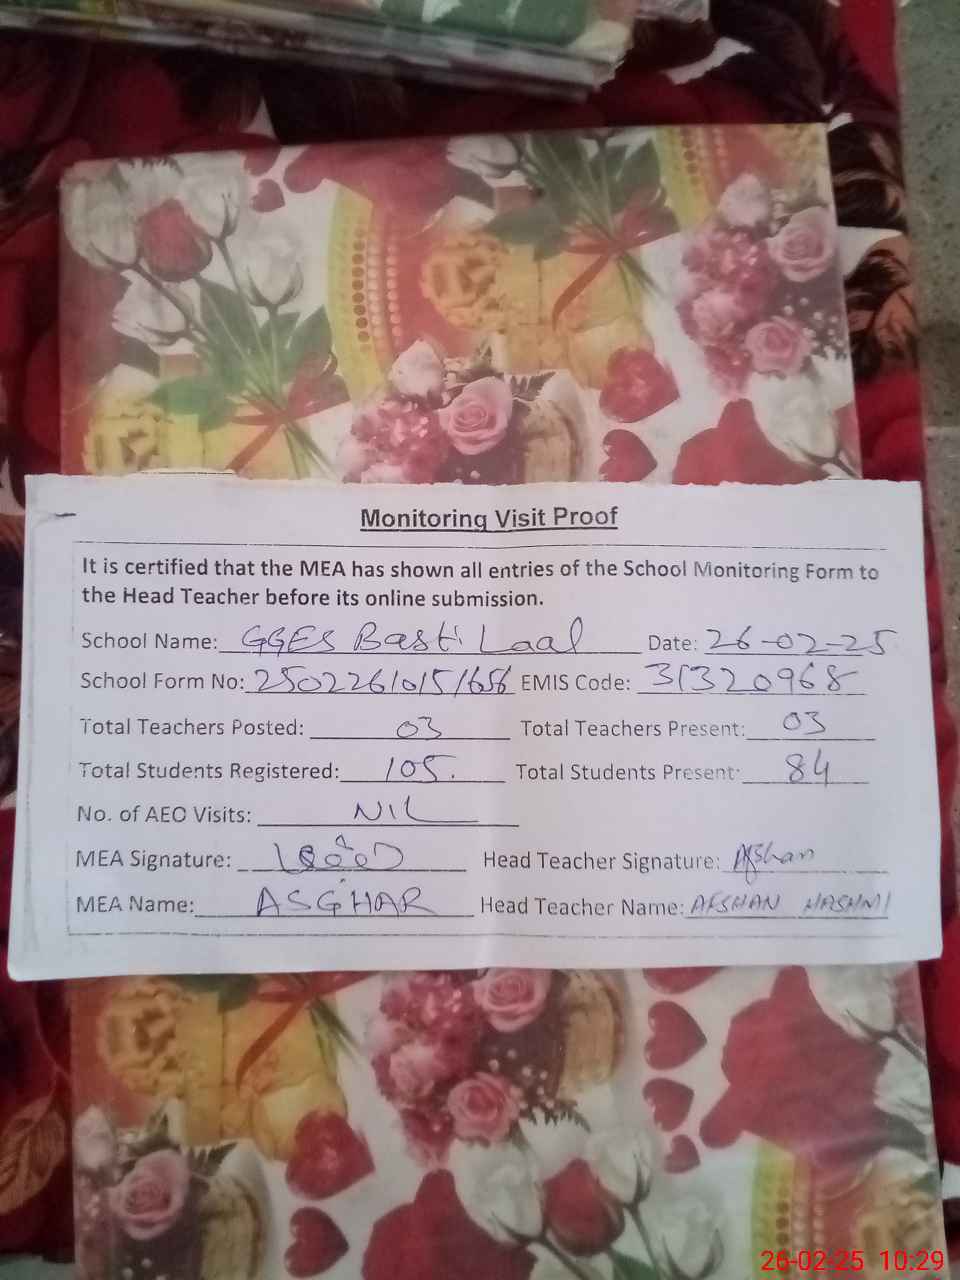 Monitoring Visit Proof
It is certified that the MEA has shown all entries of the School Monitoring Form to
the Head Teacher before its online submission.
School Name: GGES Basti Laal Date: 26-02-25
School Form No: 25022610151656 EMIS Code: 31320968
Total Teachers Posted: 03 Total Teachers Present: 03
Total Students Registered: 105. Total Students Present: 84
No. of AEO Visits: NIL
MEA Signature: Head Teacher Signature: Afshan
MEA Name: ASGHAR Head Teacher Name: AFSHAN HASHMI
26-02-25 10:29